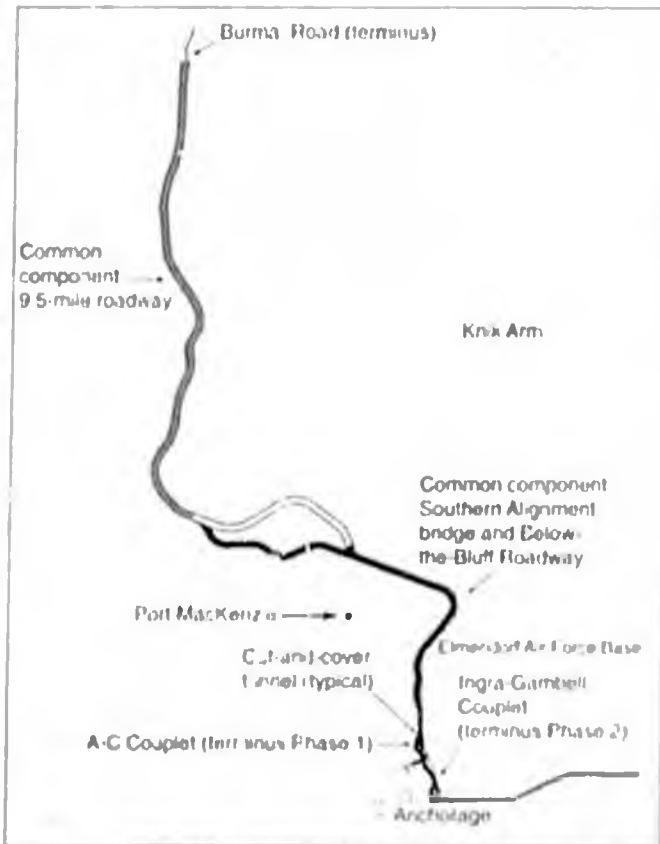 Burma Road (terminus)
Common
component
9.5-mile roadway
Knik Arm
Common component
Southern Alignment
bridge and Below-
the-Bluff Roadway
Port MacKenzie
Elmendorf Air Force Base
Cut-and-cover
tunnel (typical)
Ingra-Gambell
Couplet
(terminus Phase 2)
A-C Couplet (terminus Phase 1)
Anchorage